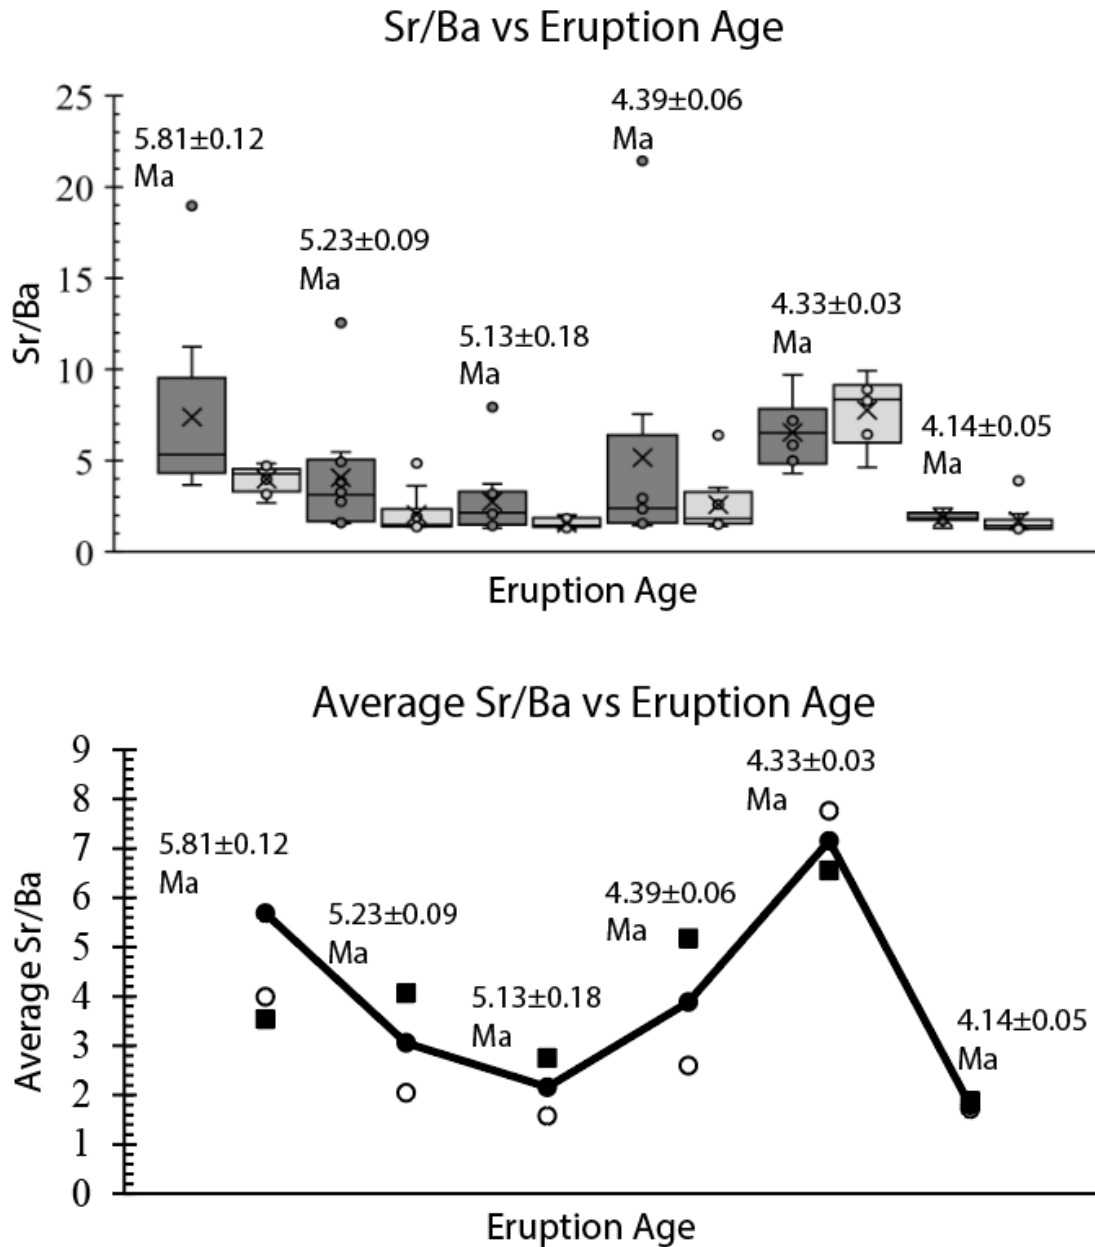 Sr/Ba vs Eruption Age
25
20
15
10
5
0
Sr/Ba
5.81±0.12
Ma
5.23±0.09
Ma
5.13±0.18
Ma
4.39±0.06
Ma
4.33±0.03
Ma
4.14±0.05
Ma
Eruption Age
Average Sr/Ba vs Eruption Age
9
8
7
6
5
4
3
2
1
0
Average Sr/Ba
5.81±0.12
Ma
5.23±0.09
Ma
5.13±0.18
Ma
4.39±0.06
Ma
4.33±0.03
Ma
4.14±0.05
Ma
Eruption Age